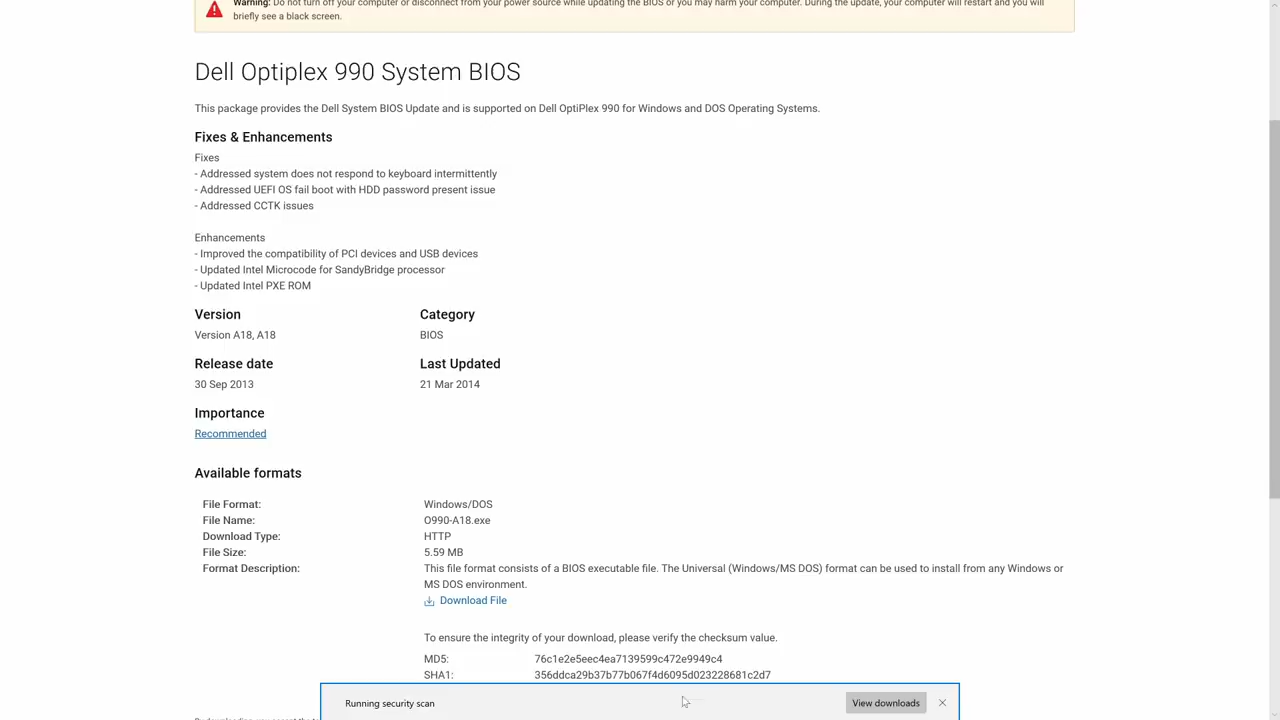 Warning: Do not turn off your computer or disconnect from your power source while updating the BIOS or you may harm your computer. During the update, your computer will restart and you will
briefly see a black screen.
Dell Optiplex 990 System BIOS
This package provides the Dell System BIOS Update and is supported on Dell OptiPlex 990 for Windows and DOS Operating Systems.
Fixes & Enhancements
Fixes
- Addressed system does not respond to keyboard intermittently
- Addressed UEFI OS fail boot with HDD password present issue
- Addressed CCTK issues
Enhancements
- Improved the compatibility of PCI devices and USB devices
- Updated Intel Microcode for SandyBridge processor
- Updated Intel PXE ROM
Version Category
Version A18, A18 BIOS
Release date Last Updated
30 Sep 2013 21 Mar 2014
Importance
Recommended
Available formats
File Format: Windows/DOS
File Name: O990-A18.exe
Download Type: HTTP
File Size: 5.59 MB
Format Description: This file format consists of a BIOS executable file. The Universal (Windows/MS DOS) format can be used to install from any Windows or
MS DOS environment.
Download File
To ensure the integrity of your download, please verify the checksum value.
MD5: 76c1e2e5eec4ea7139599c472e9949c4
SHA1: 356ddca29b37b77b067f4d6095d023228681c2d7
Running security scan View downloads